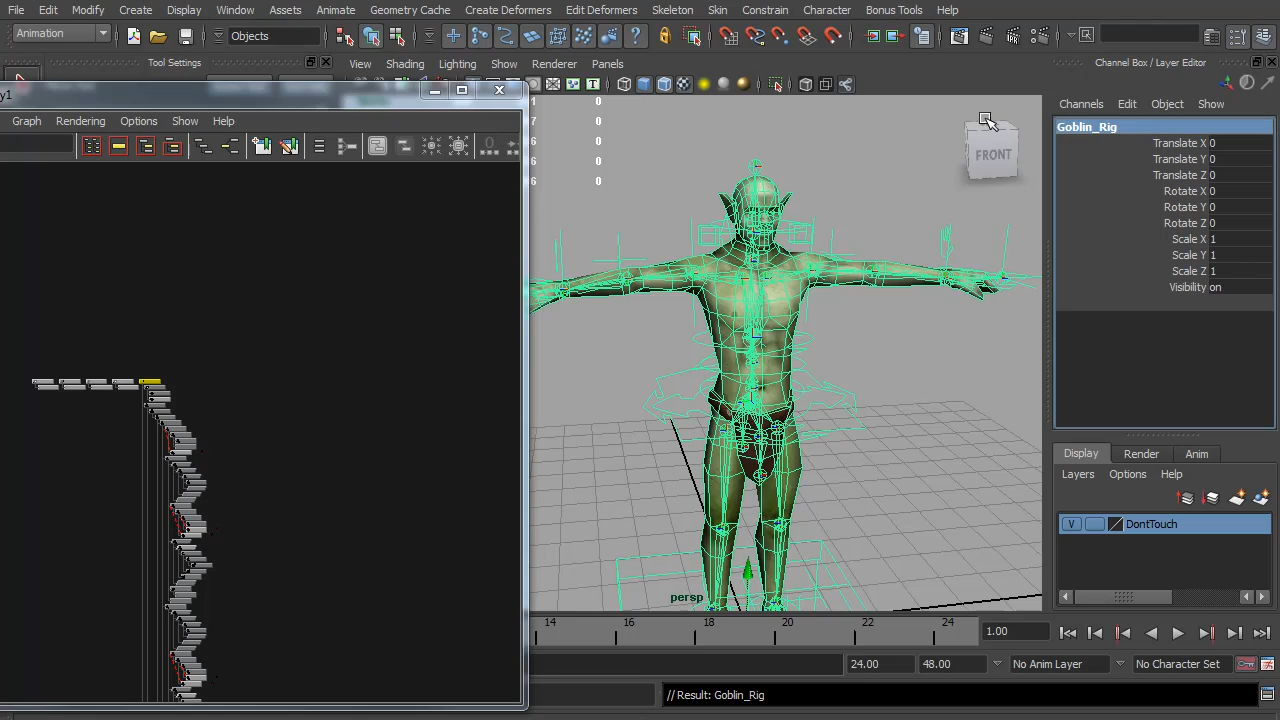 File Edit Modify Create Display Window Assets Animate Geometry Cache Create Deformers Edit Deformers Skeleton Skin Constrain Character Muscle Bonus Tools Help
Animation
Objects
Tool Settings
View Shading Lighting Show Renderer Panels
Channel Box / Layer Editor
y1
Graph Rendering Options Show Help
1 0
7 0
6 0
6 0
6 0
FRONT
Channels Edit Object Show
Goblin_Rig
Translate X 0
Translate Y 0
Translate Z 0
Rotate X 0
Rotate Y 0
Rotate Z 0
Scale X 1
Scale Y 1
Scale Z 1
Visibility on
Display Render Anim
Layers Options Help
V DontTouch
persp
14 16 18 20 22 24
1.00
24.00 48.00 No Anim Layer No Character Set
// Result: Goblin_Rig